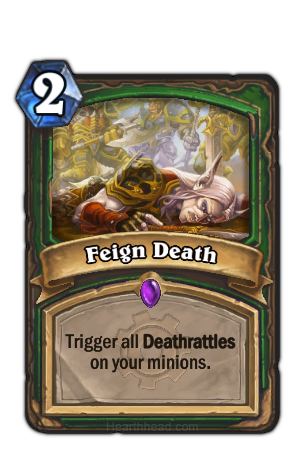 2
Feign Death
Trigger all Deathrattles
on your minions.
Hearthhead.com